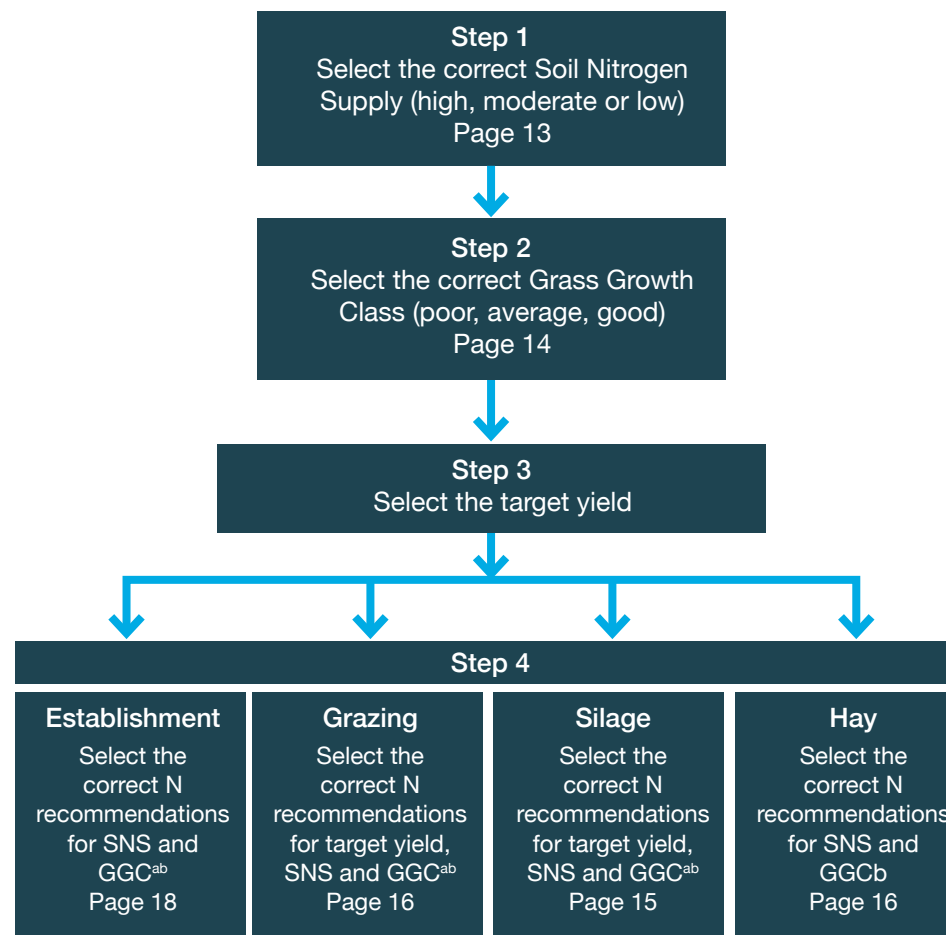 Step 1
Select the correct Soil Nitrogen
Supply (high, moderate or low)
Page 13
Step 2
Select the correct Grass Growth
Class (poor, average, good)
Page 14
Step 3
Select the target yield
Step 4
Establishment
Select the
correct N
recommendations
for SNS and
GGCᵃᵇ
Page 18
Grazing
Select the
correct N
recommendations
for target yield,
SNS and GGCᵃᵇ
Page 16
Silage
Select the
correct N
recommendations
for target yield,
SNS and GGCᵃᵇ
Page 15
Hay
Select the
correct N
recommendations
for SNS and
GGCb
Page 16